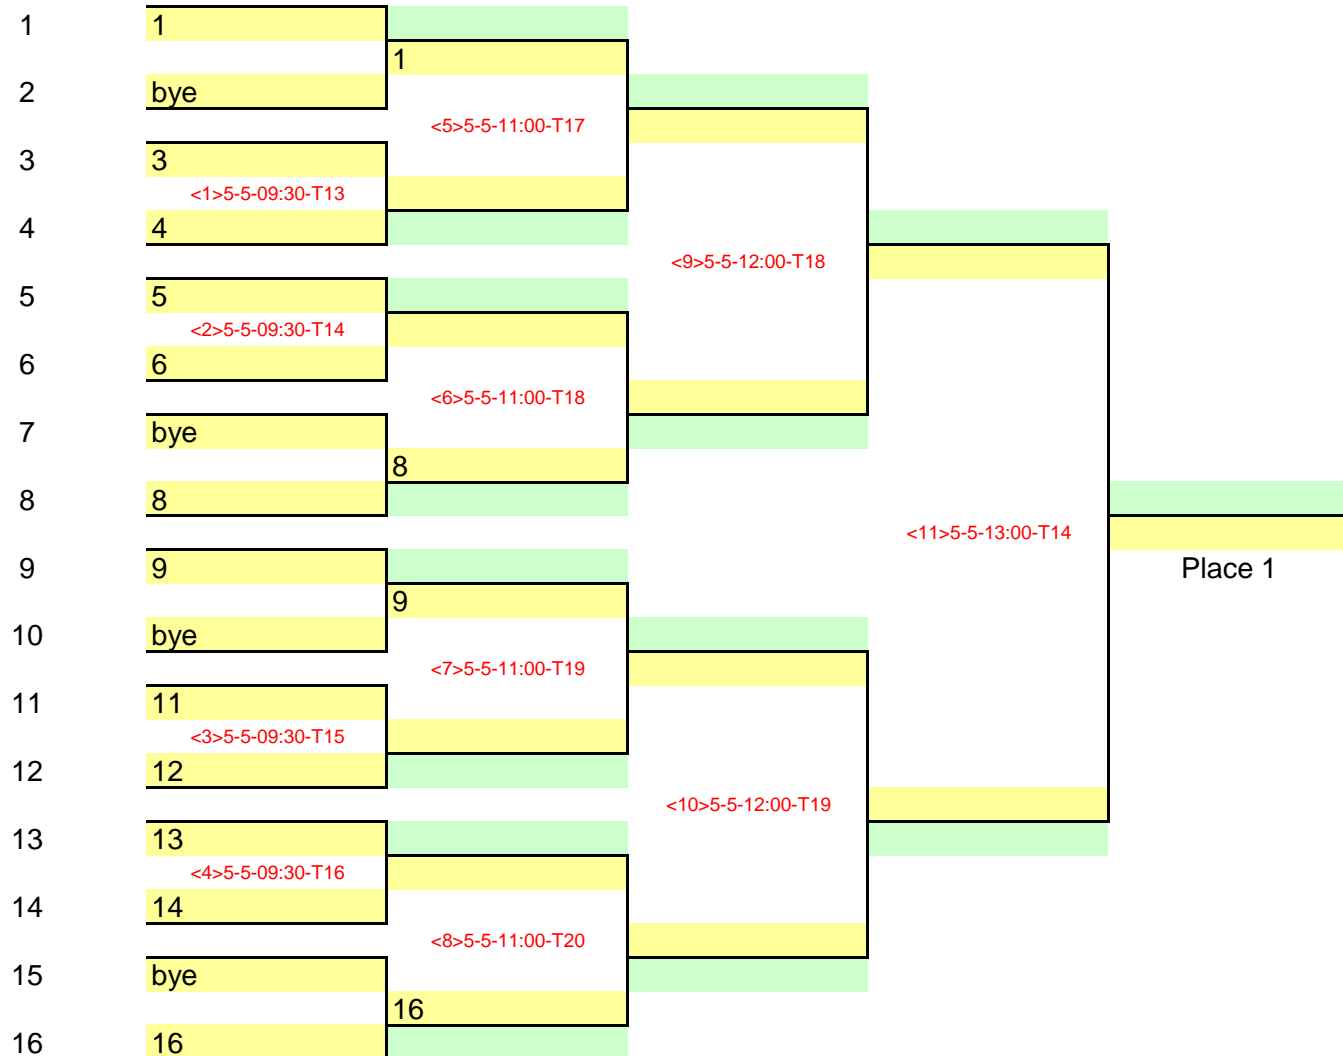 1 1
1
2 bye
<5>5-5-11:00-T17
3 3
<1>5-5-09:30-T13
4 4
<9>5-5-12:00-T18
5 5
<2>5-5-09:30-T14
6 6
<6>5-5-11:00-T18
7 bye
8
8 8
<11>5-5-13:00-T14
9 9
Place 1
9
10 bye
<7>5-5-11:00-T19
11 11
<3>5-5-09:30-T15
12 12
<10>5-5-12:00-T19
13 13
<4>5-5-09:30-T16
14 14
<8>5-5-11:00-T20
15 bye
16
16 16